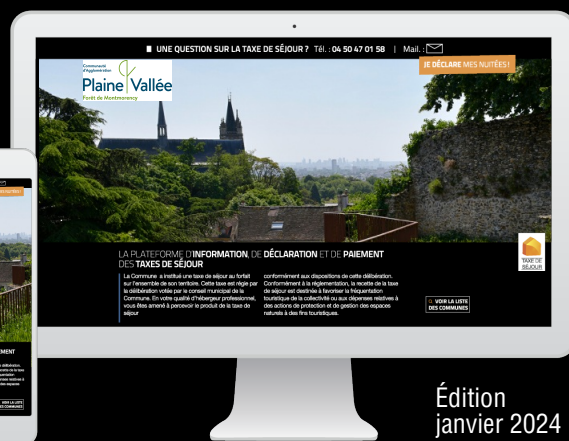 UNE QUESTION SUR LA TAXE DE SÉJOUR ? Tél. : 04 50 47 01 58 | Mail. :
JE DÉCLARE MES NUITÉES !
Communauté
d'Agglomération
Plaine Vallée
Forêt de Montmorency
LA PLATEFORME D'INFORMATION, DE DÉCLARATION ET DE PAIEMENT
DES TAXES DE SÉJOUR
La Commune a institué une taxe de séjour au forfait
sur l'ensemble de son territoire. Cette taxe est régie par
la délibération votée par le conseil municipal de la
Commune. En votre qualité d'hébergeur professionnel,
vous êtes amené à percevoir le produit de la taxe de
séjour
conformément aux dispositions de cette délibération.
Conformément à la réglementation, la recette de la taxe
de séjour est destinée à favoriser la fréquentation
touristique de la collectivité ou aux dépenses relatives à
des actions de protection et de gestion des espaces
naturels à des fins touristiques.
TAXE DE
SÉJOUR
VOIR LA LISTE
DES COMMUNES
VOIR LA LISTE
DES COMMUNES
Édition
janvier 2024